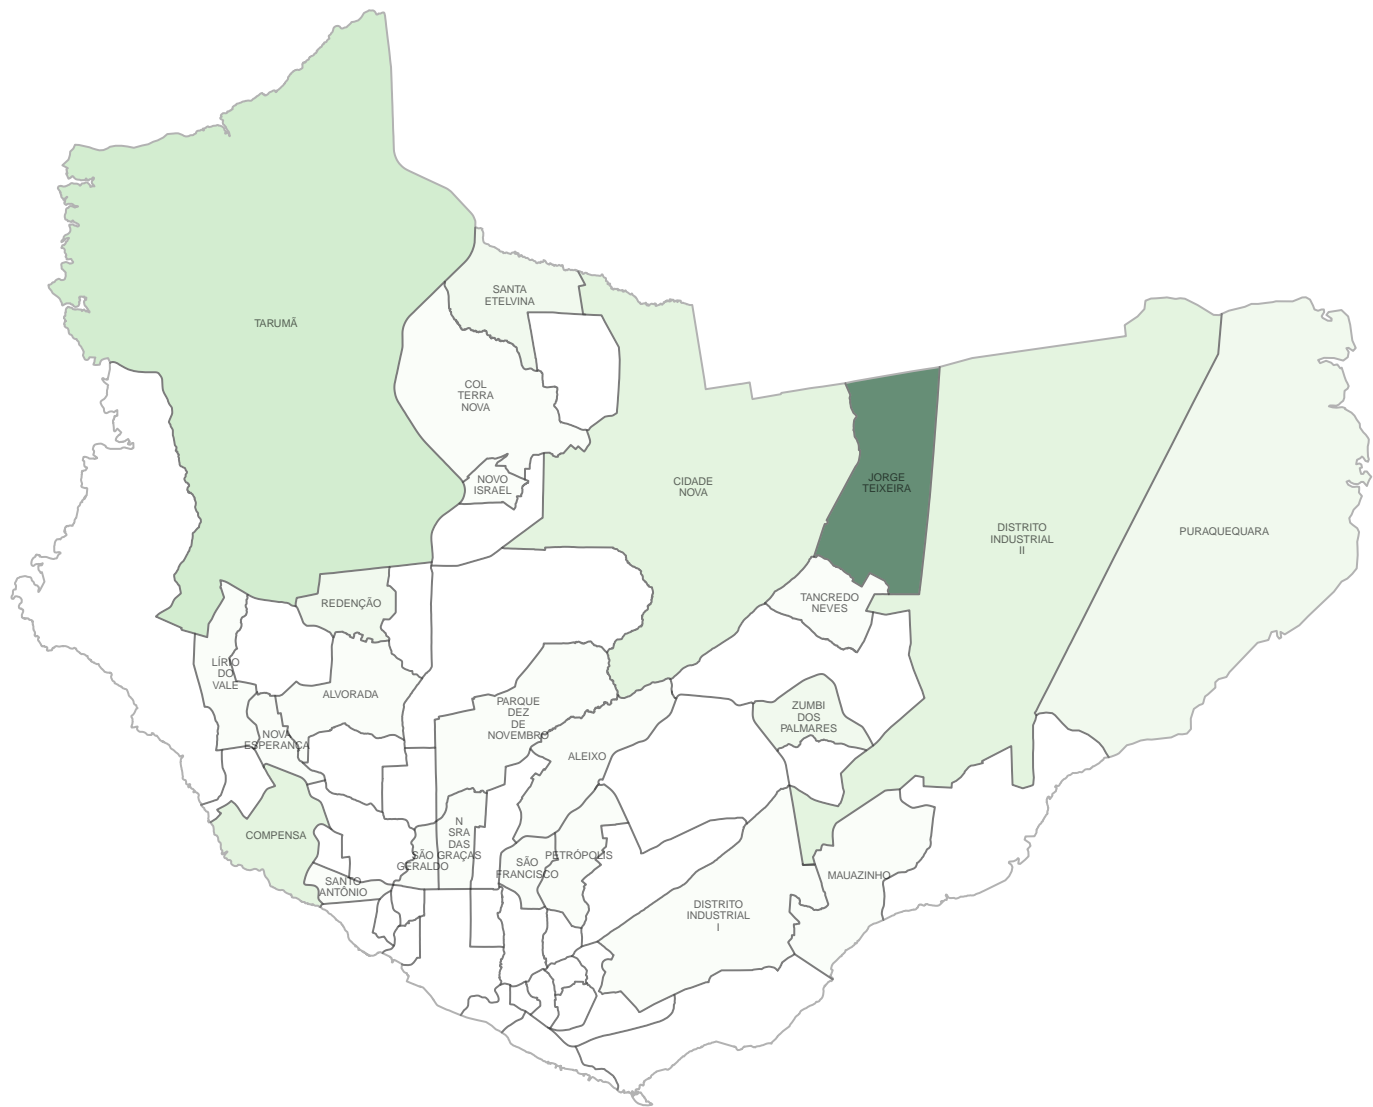 SANTA
ETELVINA
TARUMÃ
COL
TERRA
NOVA
NOVO
ISRAEL
CIDADE
NOVA
JORGE
TEIXEIRA
DISTRITO
INDUSTRIAL
II
PURAQUEQUARA
REDENÇÃO
TANCREDO
NEVES
LÍRIO
DO
VALE
ALVORADA
PARQUE
DEZ
DE
NOVEMBRO
ZUMBI
DOS
PALMARES
NOVA
ESPERANÇA
ALEIXO
COMPENSA
N
SRA
DAS
GRAÇAS
SÃO
GERALDO
SÃO
FRANCISCO
PETRÓPOLIS
MAUAZINHO
SANTO
ANTÔNIO
DISTRITO
INDUSTRIAL
I